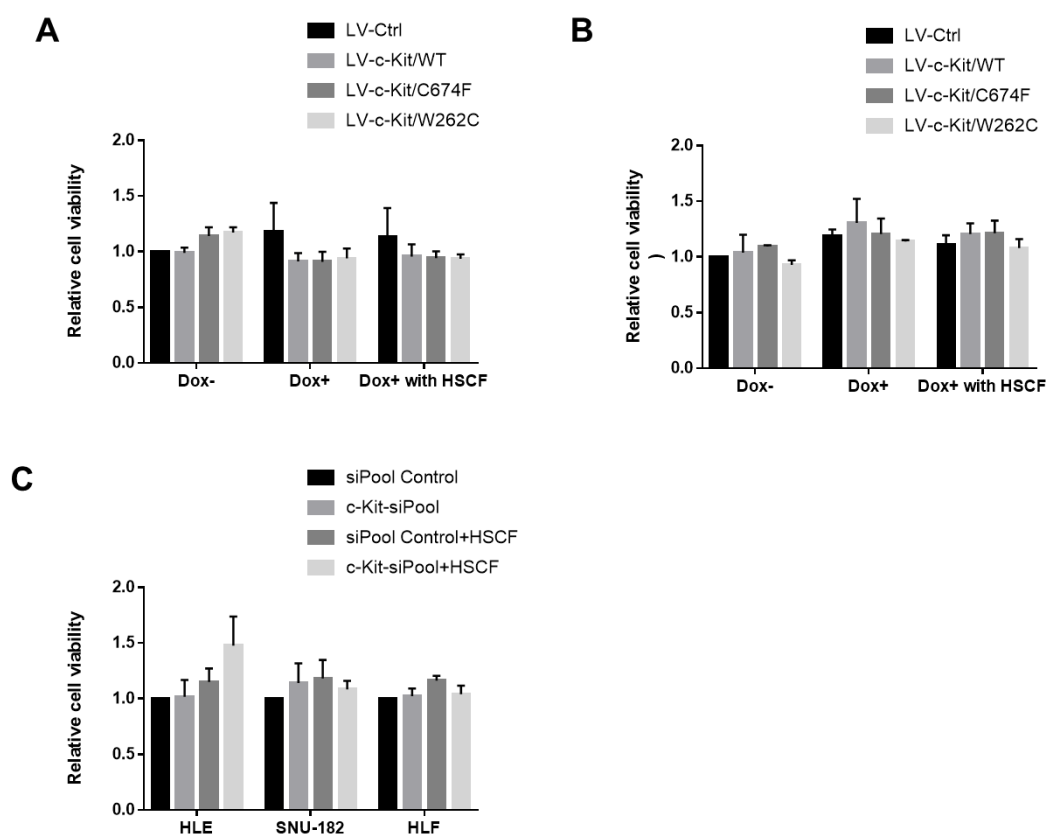 A
LV-Ctrl
LV-c-Kit/WT
LV-c-Kit/C674F
LV-c-Kit/W262C
Relative cell viability
2.0
1.5
1.0
0.5
0.0
Dox-
Dox+
Dox+ with HSCF
B
LV-Ctrl
LV-c-Kit/WT
LV-c-Kit/C674F
LV-c-Kit/W262C
Relative cell viability
)
2.0
1.5
1.0
0.5
0.0
Dox-
Dox+
Dox+ with HSCF
C
siPool Control
c-Kit-siPool
siPool Control+HSCF
c-Kit-siPool+HSCF
Relative cell viability
2.0
1.5
1.0
0.5
0.0
HLE
SNU-182
HLF